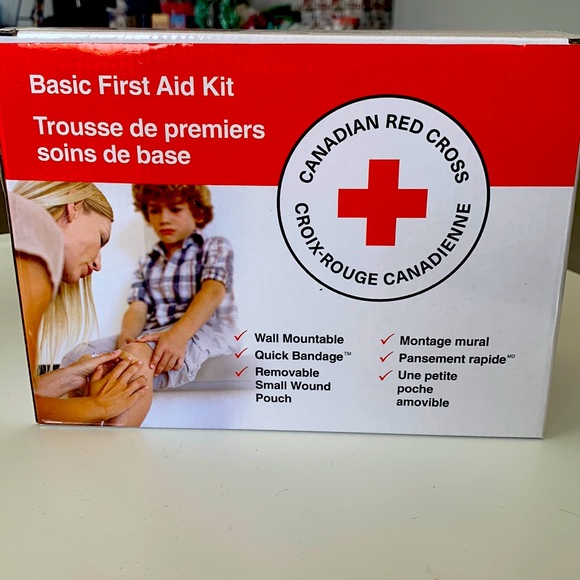 Basic First Aid Kit
Trousse de premiers
soins de base
CANADIAN RED CROSS
CROIX-ROUGE CANADIENNE
Wall Mountable
Quick Bandage™
Removable
Small Wound
Pouch
Montage mural
Pansement rapide ᴹᴰ
Une petite
poche
amovible